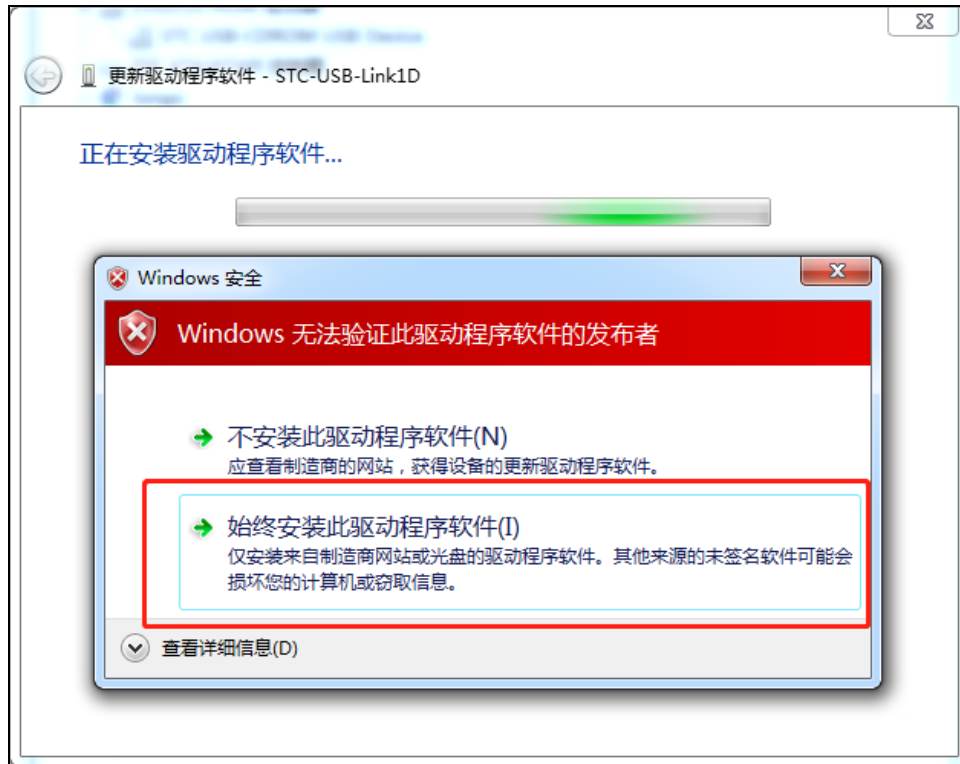 STC USB-CDROM USB Device
更新驱动程序软件 - STC-USB-Link1D
正在安装驱动程序软件...
Windows 安全
Windows 无法验证此驱动程序软件的发布者
不安装此驱动程序软件(N)
应查看制造商的网站，获得设备的更新驱动程序软件。
始终安装此驱动程序软件(I)
仅安装来自制造商网站或光盘的驱动程序软件。其他来源的未签名软件可能会
损坏您的计算机或窃取信息。
查看详细信息(D)